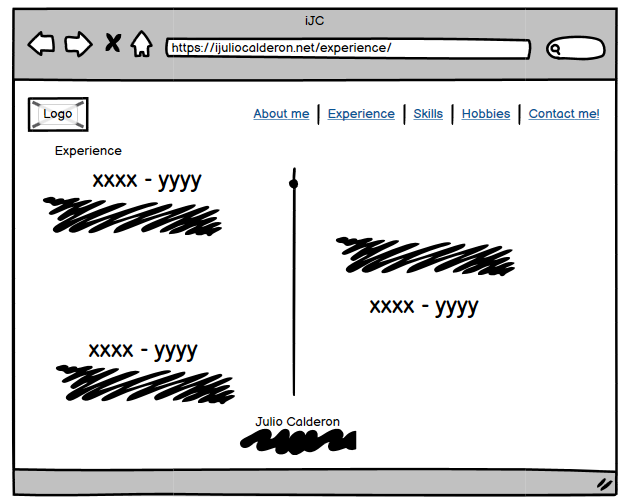 iJC
https://ijuliocalderon.net/experience/
Logo
About me Experience Skills Hobbies Contact me!
Experience
xxxx - yyyy
xxxx - yyyy
xxxx - yyyy
Julio Calderon